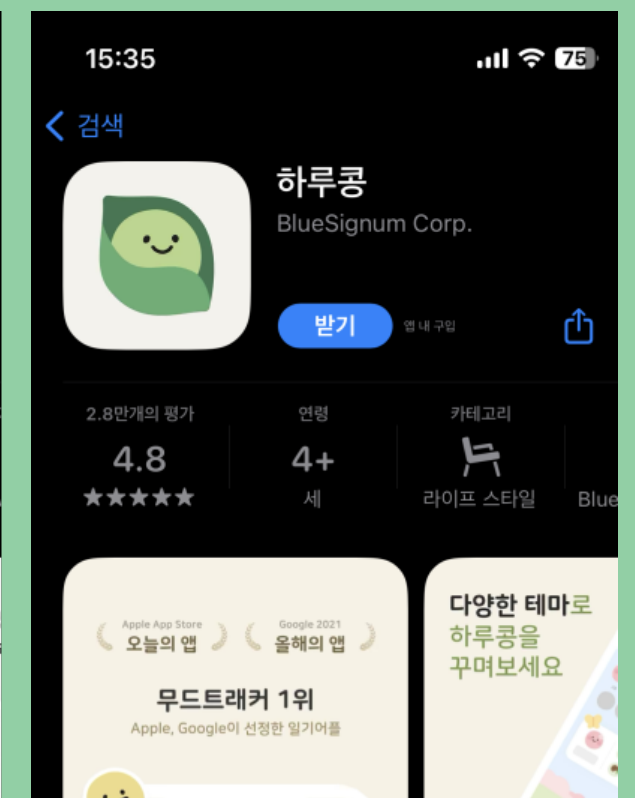 15:35
75
검색
하루콩
BlueSignum Corp.
받기
앱 내 구입
2.8만개의 평가
연령
카테고리
4.8
4+
★★★★★
세
라이프 스타일
Blue
Apple App Store
오늘의 앱
Google 2021
올해의 앱
무드트래커 1위
Apple, Google이 선정한 일기어플
다양한 테마로
하루콩을
꾸며보세요